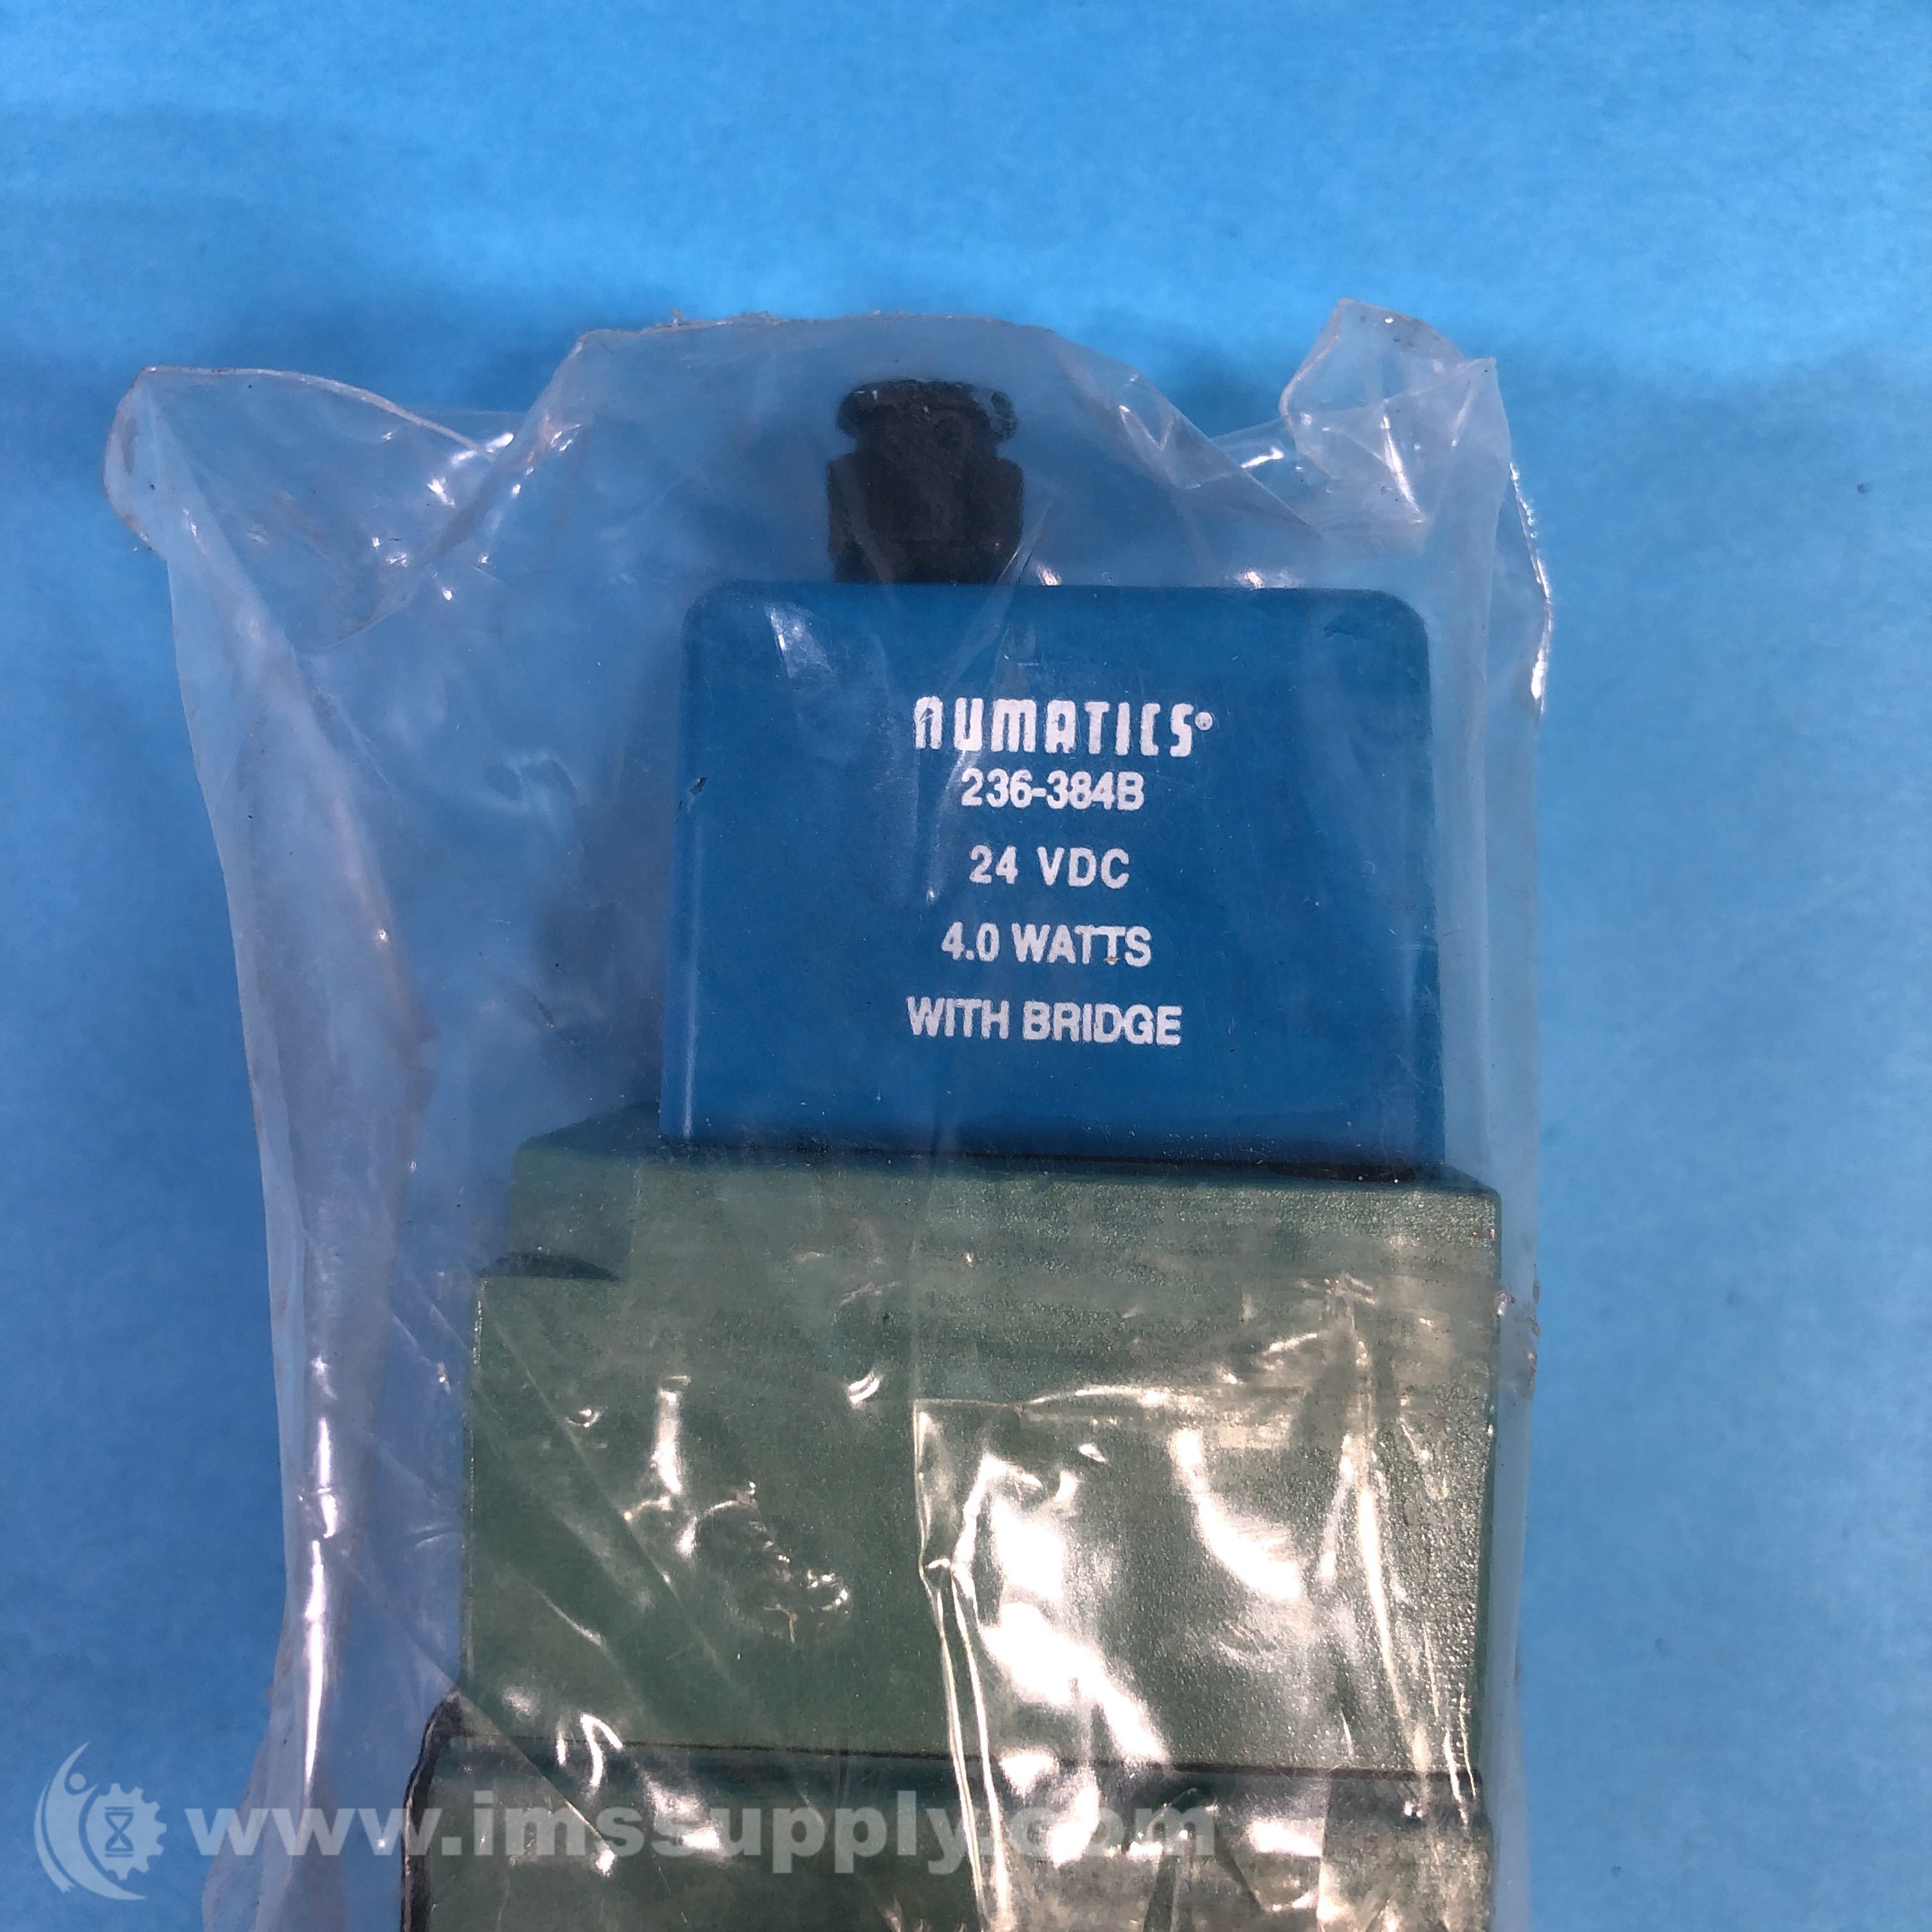 NUMATICS®
236-384B
24 VDC
4.0 WATTS
WITH BRIDGE
www.imssupply.com